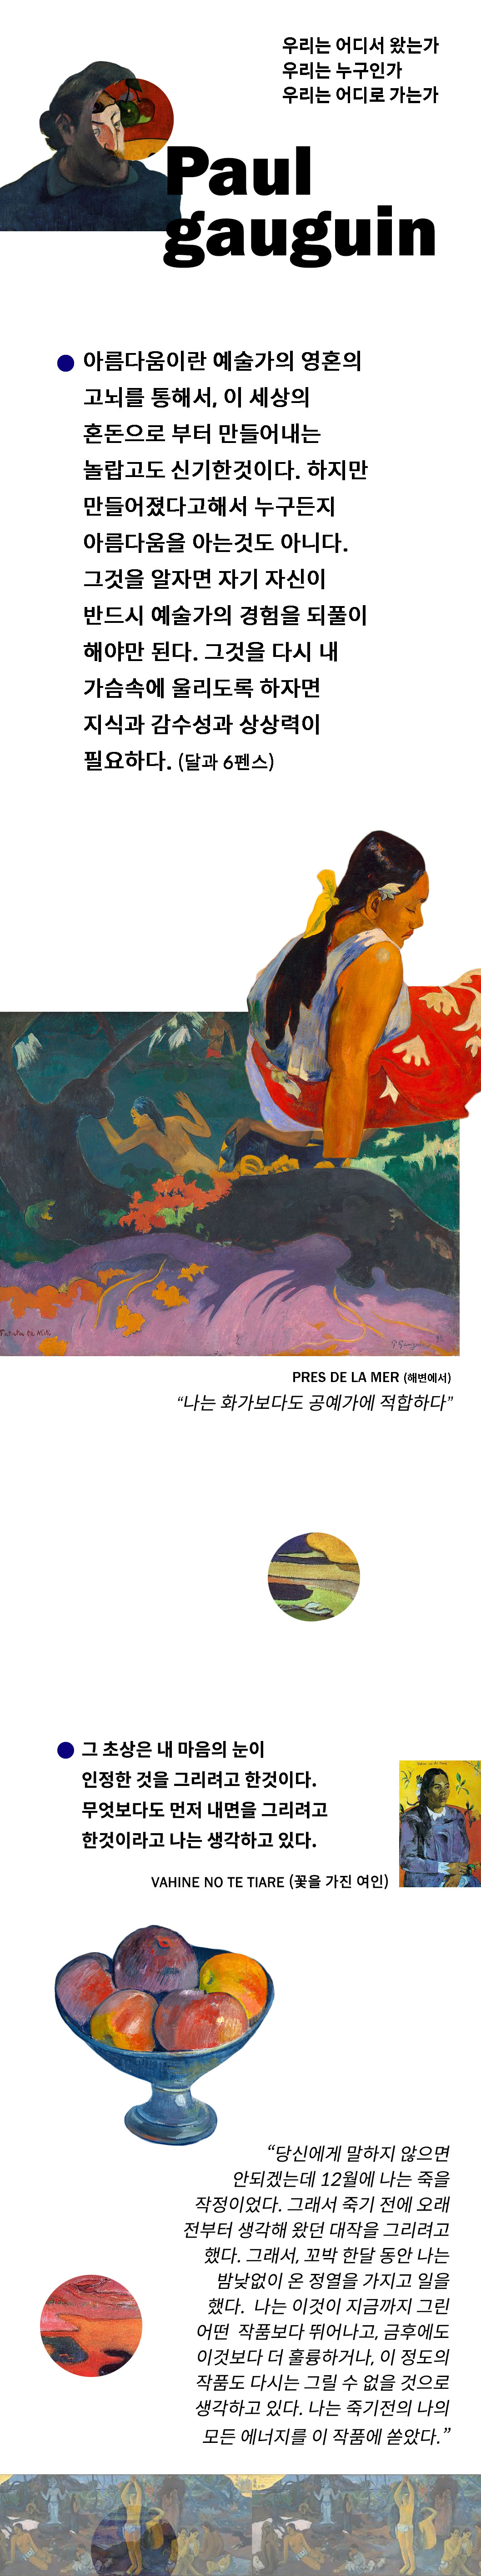 우리는 어디서 왔는가
우리는 누구인가
우리는 어디로 가는가
Paul
gauguin
아름다움이란 예술가의 영혼의
고뇌를 통해서, 이 세상의
혼돈으로 부터 만들어내는
놀랍고도 신기한것이다. 하지만
만들어졌다고해서 누구든지
아름다움을 아는것도 아니다.
그것을 알자면 자기 자신이
반드시 예술가의 경험을 되풀이
해야만 된다. 그것을 다시 내
가슴속에 울리도록 하자면
지식과 감수성과 상상력이
필요하다. (달과 6펜스)
PRES DE LA MER (해변에서)
“나는 화가보다도 공예가에 적합하다”
그 초상은 내 마음의 눈이
인정한 것을 그리려고 한것이다.
무엇보다도 먼저 내면을 그리려고
한것이라고 나는 생각하고 있다.
VAHINE NO TE TIARE (꽃을 가진 여인)
“당신에게 말하지 않으면
안되겠는데 12월에 나는 죽을
작정이었다. 그래서 죽기 전에 오래
전부터 생각해 왔던 대작을 그리려고
했다. 그래서, 꼬박 한달 동안 나는
밤낮없이 온 정열을 가지고 일을
했다. 나는 이것이 지금까지 그린
어떤 작품보다 뛰어나고, 금후에도
이것보다 더 훌륭하거나, 이 정도의
작품도 다시는 그릴 수 없을 것으로
생각하고 있다. 나는 죽기전의 나의
모든 에너지를 이 작품에 쏟았다.”